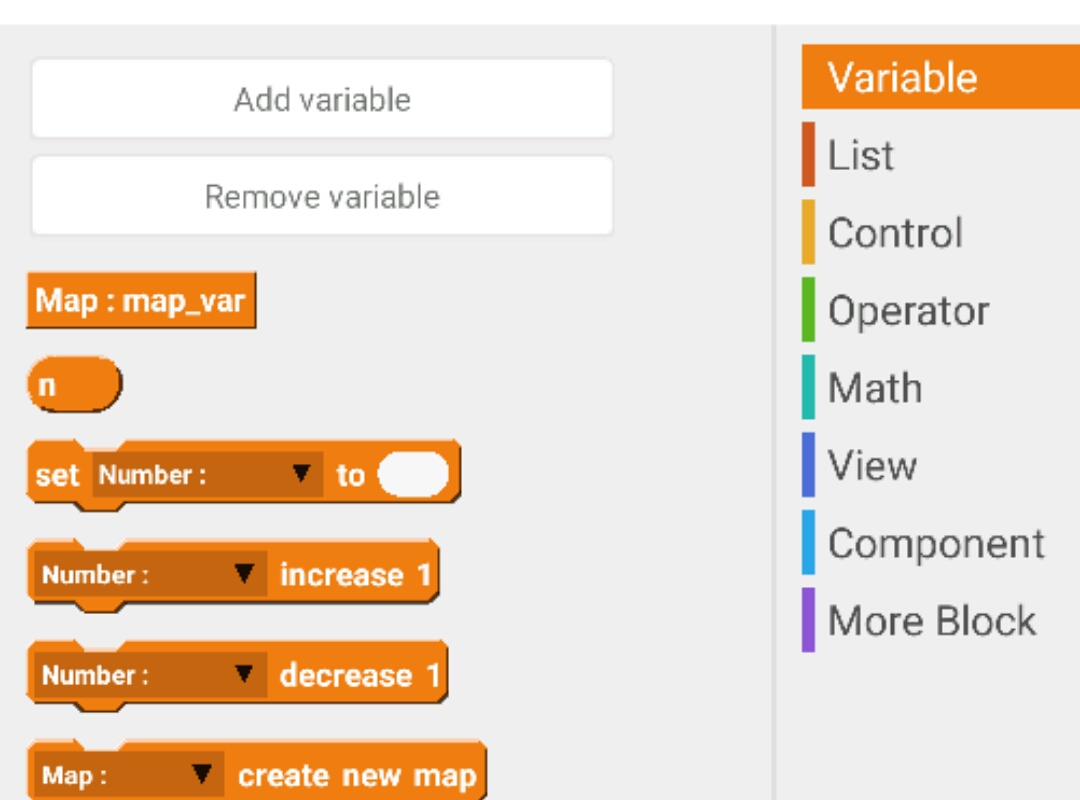 Add variable
Remove variable
Map : map_var
n
set Number : to
Number : increase 1
Number : decrease 1
Map : create new map
Variable
List
Control
Operator
Math
View
Component
More Block